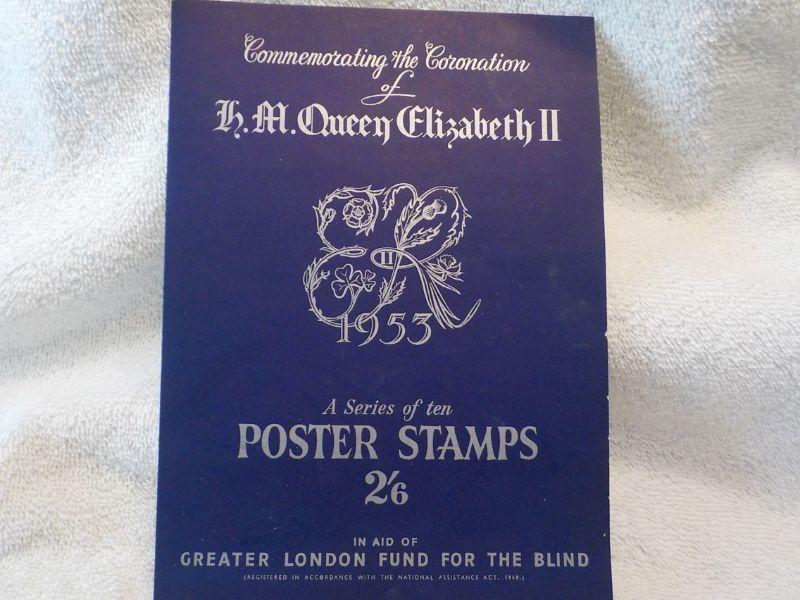 Commemorating the Coronation
of
H.M. Queen Elizabeth II
E II R
1953
A Series of ten
POSTER STAMPS
2'6
IN AID OF
GREATER LONDON FUND FOR THE BLIND
(REGISTERED IN ACCORDANCE WITH THE NATIONAL ASSISTANCE ACT, 1948.)